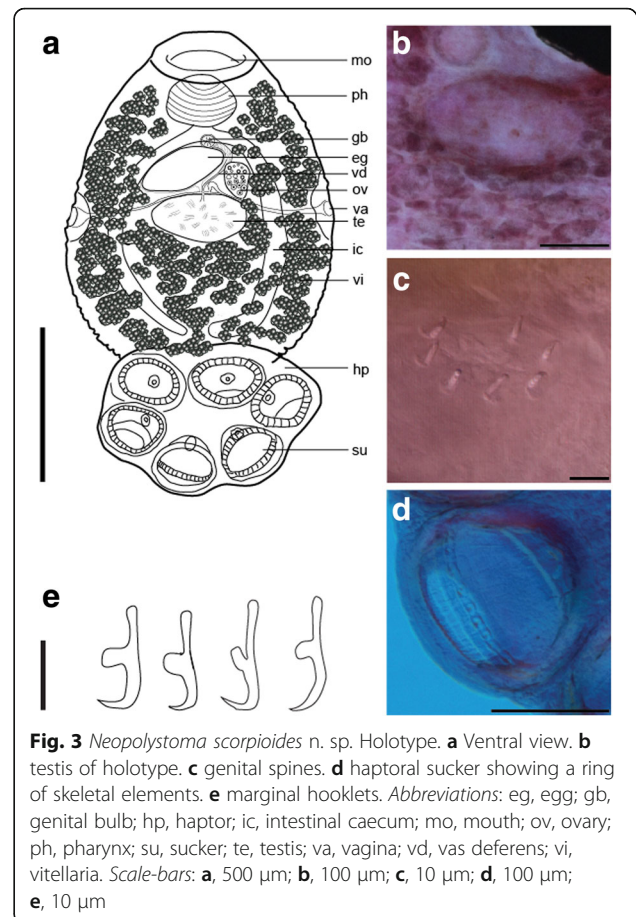 a
mo
ph
gb
eg
vd
ov
va
te
ic
vi
hp
su
b
c
d
e
Fig. 3 Neopolystoma scorpioides n. sp. Holotype. a Ventral view. b
testis of holotype. c genital spines. d haptoral sucker showing a ring
of skeletal elements. e marginal hooklets. Abbreviations: eg, egg; gb,
genital bulb; hp, haptor; ic, intestinal caecum; mo, mouth; ov, ovary;
ph, pharynx; su, sucker; te, testis; va, vagina; vd, vas deferens; vi,
vitellaria. Scale-bars: a, 500 μm; b, 100 μm; c, 10 μm; d, 100 μm;
e, 10 μm